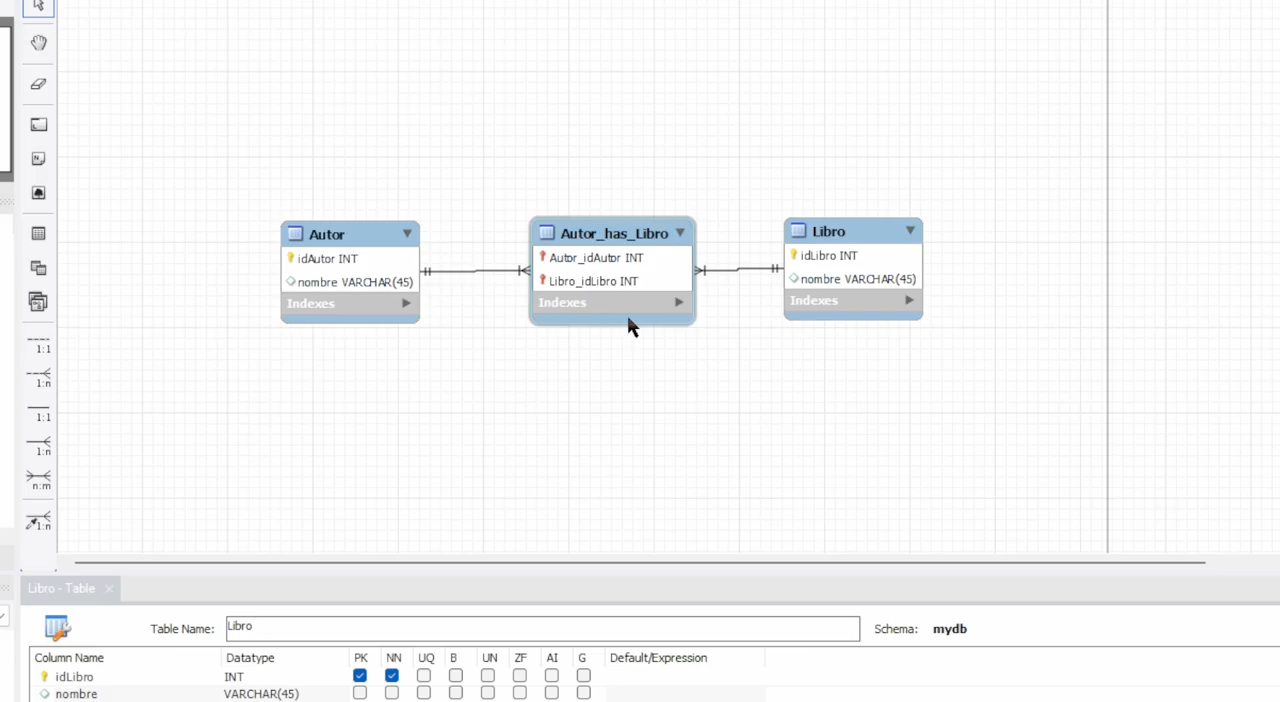 Autor
idAutor INT
nombre VARCHAR(45)
Indexes
Autor_has_Libro
Autor_idAutor INT
Libro_idLibro INT
Indexes
Libro
idLibro INT
nombre VARCHAR(45)
Indexes
1:1
1:n
1:1
1:n
n:m
1:n
Libro - Table
Table Name: Libro Schema: mydb
Column Name Datatype PK NN UQ B UN ZF AI G Default/Expression
idLibro INT
nombre VARCHAR(45)